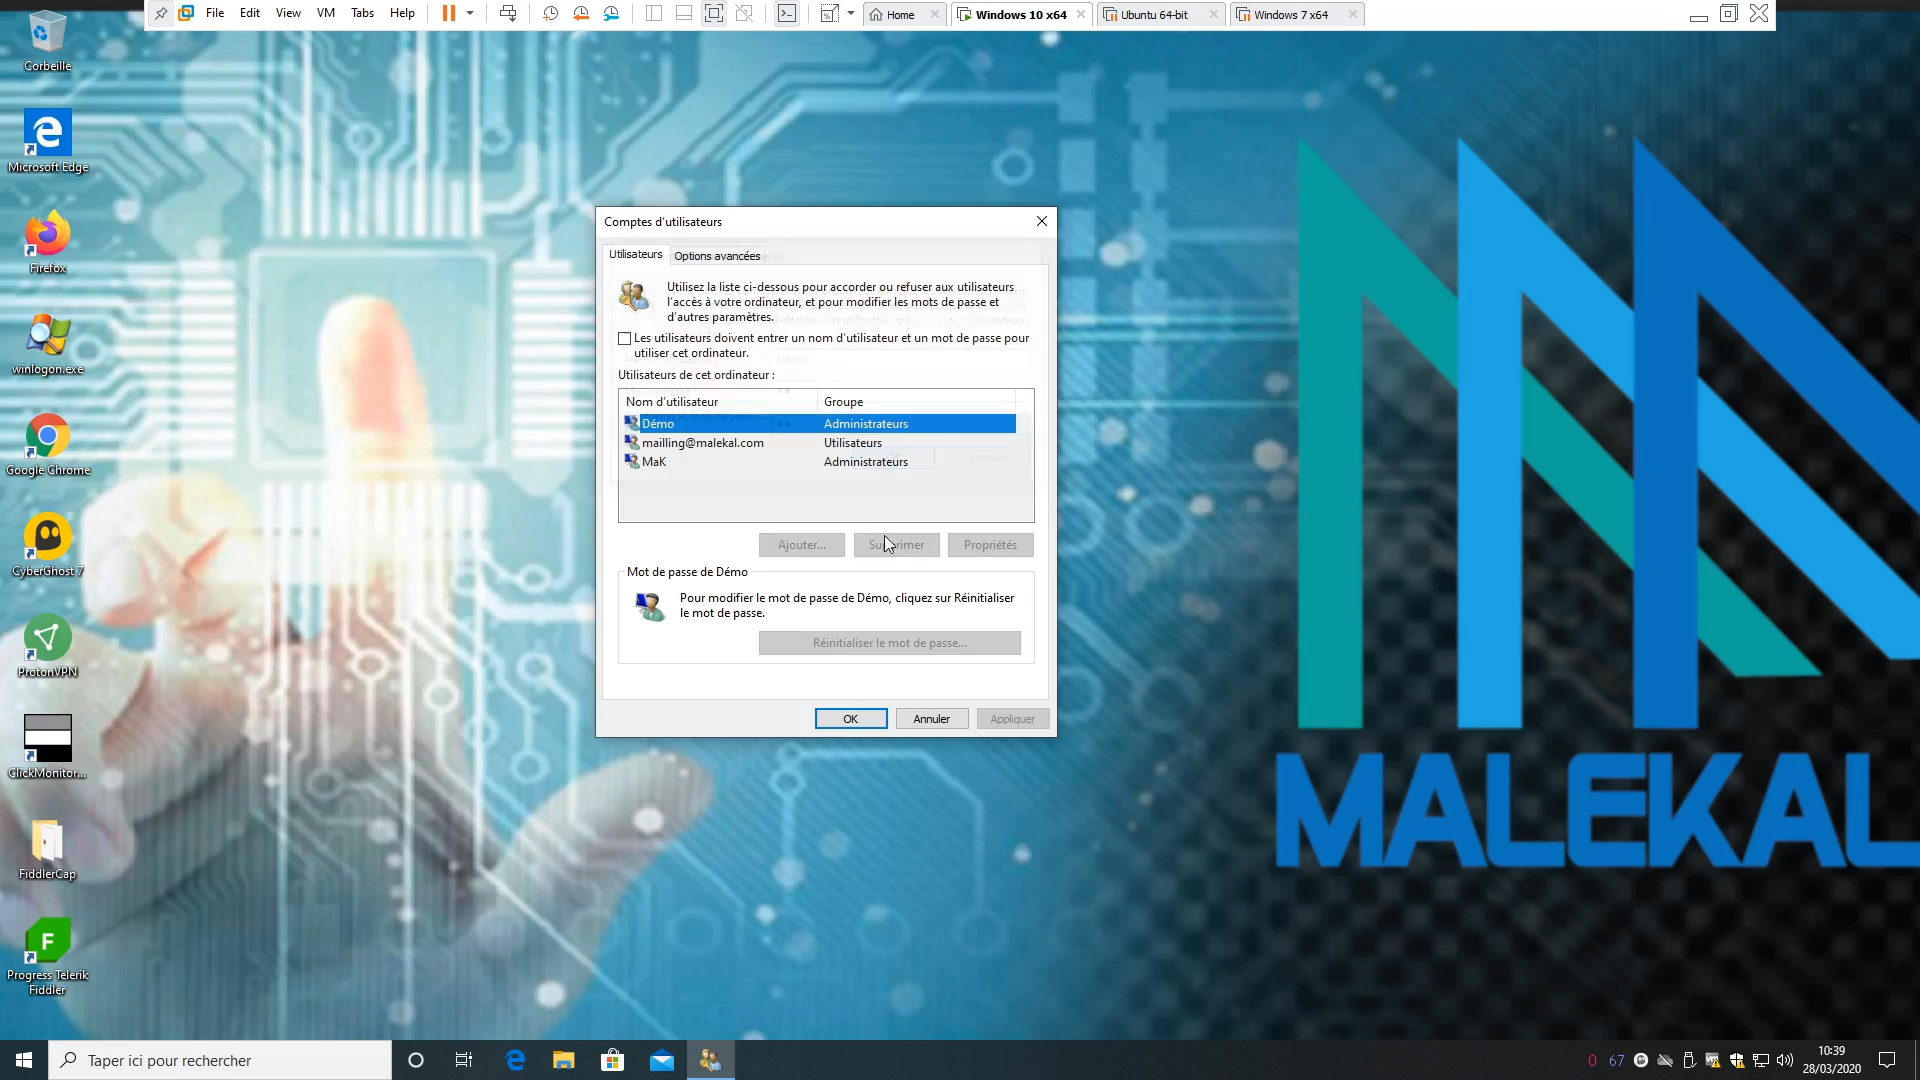 File Edit View VM Tabs Help
Home
Windows 10 x64
Ubuntu 64-bit
Windows 7 x64
Corbeille
Microsoft Edge
Firefox
winlogon.exe
Google Chrome
CyberGhost 7
ProtonVPN
ClickMonitor...
FiddlerCap
Progress Telerik
Fiddler
Comptes d'utilisateurs
Utilisateurs
Options avancées
Utilisez la liste ci-dessous pour accorder ou refuser aux utilisateurs
l'accès à votre ordinateur, et pour modifier les mots de passe et
d'autres paramètres.
Les utilisateurs doivent entrer un nom d'utilisateur et un mot de passe pour
utiliser cet ordinateur.
Utilisateurs de cet ordinateur :
Nom d'utilisateur Groupe
Démo Administrateurs
mailling@malekal.com Utilisateurs
MaK Administrateurs
Ajouter... Supprimer Propriétés
Mot de passe de Démo
Pour modifier le mot de passe de Démo, cliquez sur Réinitialiser
le mot de passe.
Réinitialiser le mot de passe...
OK Annuler Appliquer
MALEKAL
Taper ici pour rechercher
0 67
10:39
28/03/2020